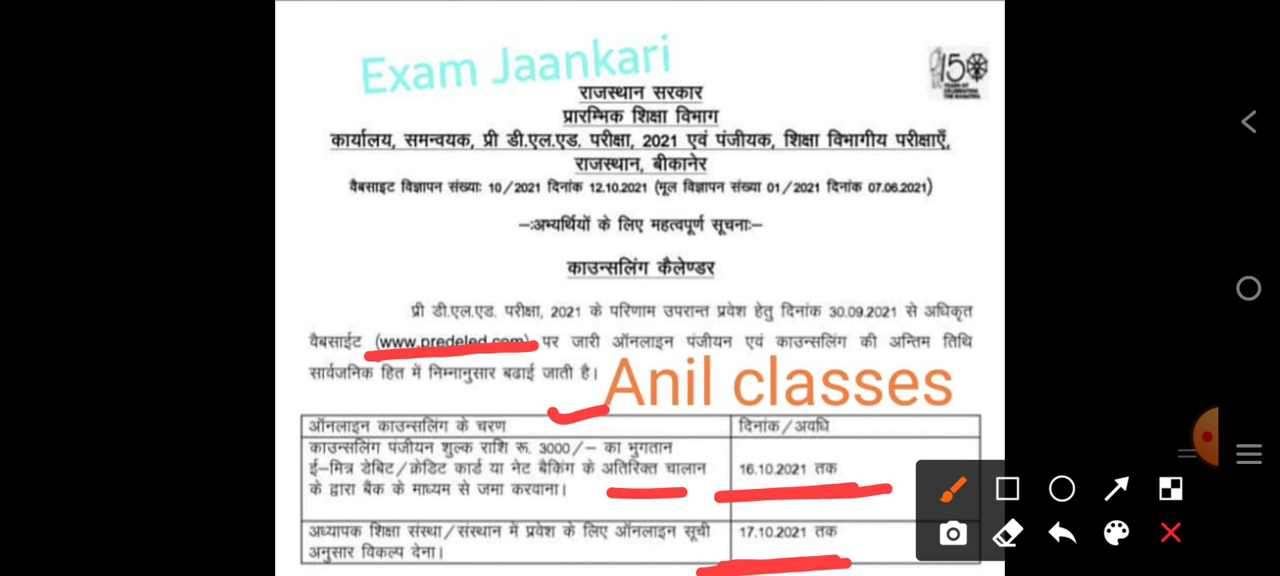 Exam Jaankari
150
राजस्थान सरकार
प्रारम्भिक शिक्षा विभाग
कार्यालय, समन्वयक, प्री डी.एल.एड. परीक्षा, 2021 एवं पंजीयक, शिक्षा विभागीय परीक्षाएँ,
राजस्थान, बीकानेर
वैबसाइट विज्ञापन संख्याः 10/2021 दिनांक 12.10.2021 (मूल विज्ञापन संख्या 01/2021 दिनांक 07.06.2021)
–:अभ्यर्थियों के लिए महत्वपूर्ण सूचनाः–
काउन्सलिंग कैलेण्डर
प्री डी.एल.एड. परीक्षा, 2021 के परिणाम उपरान्त प्रवेश हेतु दिनांक 30.09.2021 से अधिकृत
वैबसाईट (www.predeled.com) पर जारी ऑनलाइन पंजीयन एवं काउन्सलिंग की अन्तिम तिथि
सार्वजनिक हित में निम्नानुसार बढाई जाती है।
Anil classes
ऑनलाइन काउन्सलिंग के चरण
दिनांक/अवधि
काउन्सलिंग पंजीयन शुल्क राशि रू. 3000/– का भुगतान
ई–मित्र डेबिट/क्रेडिट कार्ड या नेट बैकिंग के अतिरिक्त चालान
के द्वारा बैंक के माध्यम से जमा करवाना।
16.10.2021 तक
अध्यापक शिक्षा संस्था/संस्थान में प्रवेश के लिए ऑनलाइन सूची
अनुसार विकल्प देना।
17.10.2021 तक